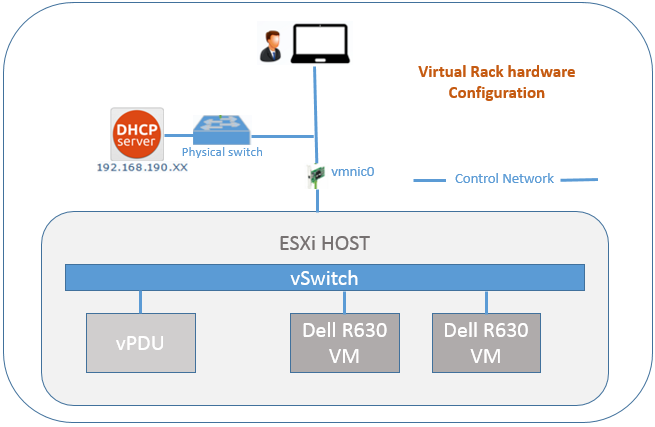 Virtual Rack hardware
Configuration
DHCP
server
Physical switch
192.168.190.XX
vmnic0
Control Network
ESXi HOST
vSwitch
vPDU
Dell R630
VM
Dell R630
VM